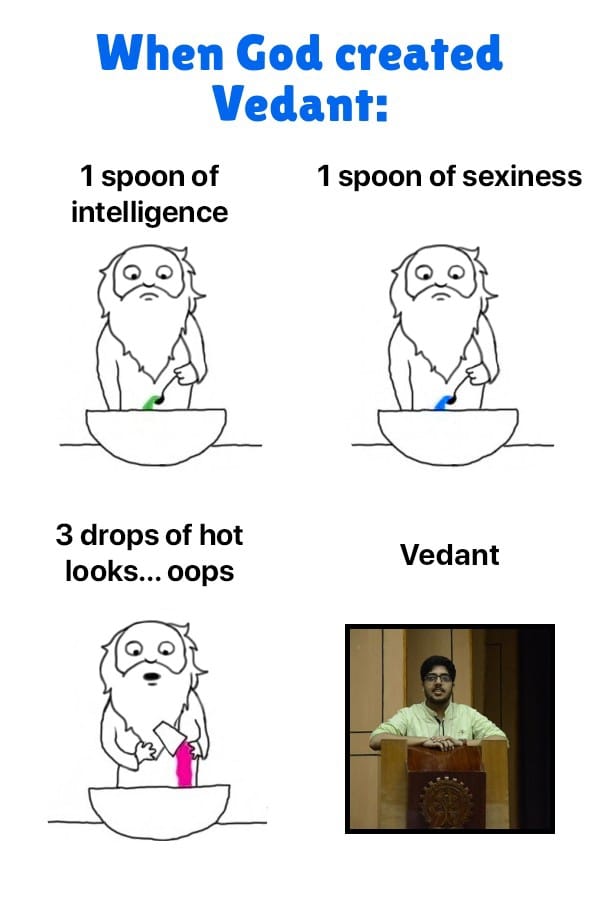 When God created
Vedant:
1 spoon of
intelligence
1 spoon of sexiness
3 drops of hot
looks... oops
Vedant